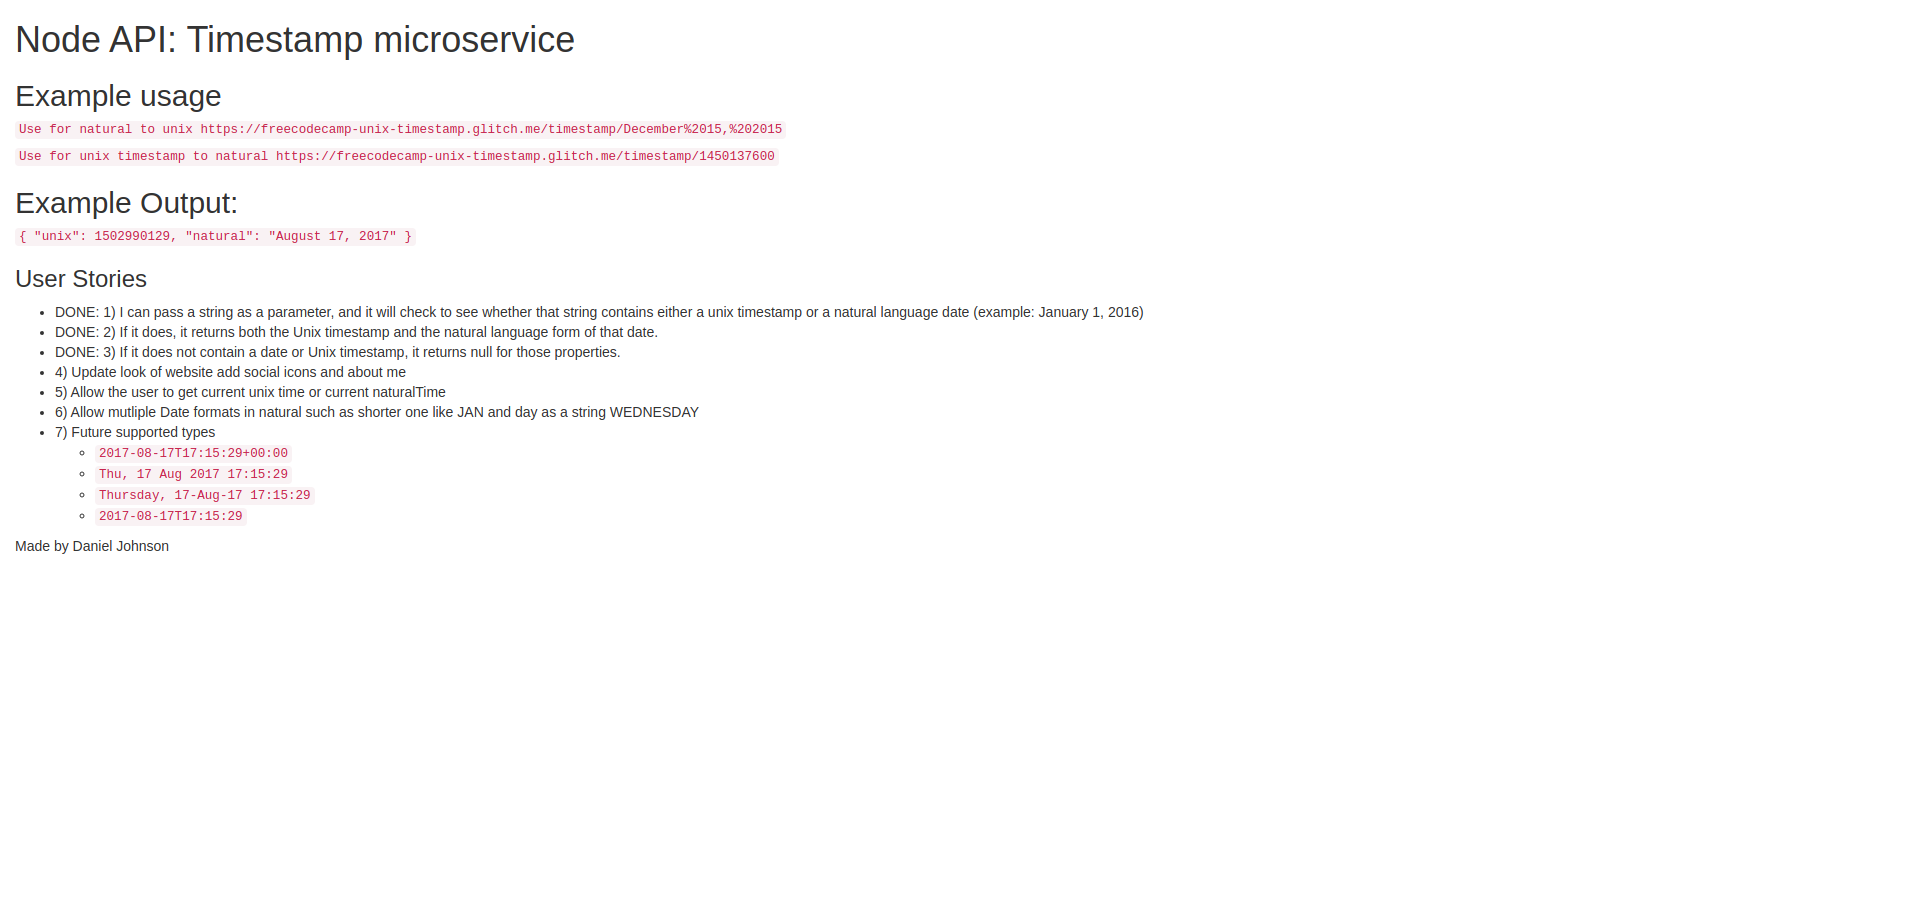 Node API: Timestamp microservice
Example usage
Use for natural to unix https://freecodecamp-unix-timestamp.glitch.me/timestamp/December%2015,%202015
Use for unix timestamp to natural https://freecodecamp-unix-timestamp.glitch.me/timestamp/1450137600
Example Output:
{ "unix": 1502990129, "natural": "August 17, 2017" }
User Stories
DONE: 1) I can pass a string as a parameter, and it will check to see whether that string contains either a unix timestamp or a natural language date (example: January 1, 2016)
DONE: 2) If it does, it returns both the Unix timestamp and the natural language form of that date.
DONE: 3) If it does not contain a date or Unix timestamp, it returns null for those properties.
4) Update look of website add social icons and about me
5) Allow the user to get current unix time or current naturalTime
6) Allow mutliple Date formats in natural such as shorter one like JAN and day as a string WEDNESDAY
7) Future supported types
2017-08-17T17:15:29+00:00
Thu, 17 Aug 2017 17:15:29
Thursday, 17-Aug-17 17:15:29
2017-08-17T17:15:29
Made by Daniel Johnson